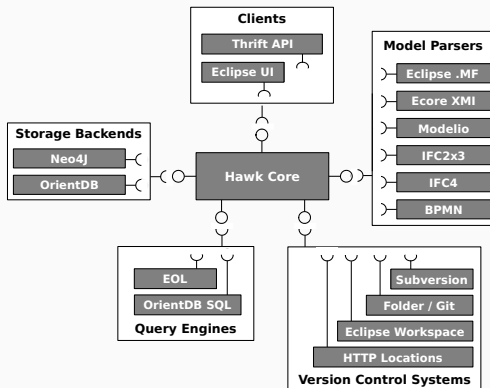 Clients
Thrift API
Eclipse UI
Model Parsers
Eclipse .MF
Ecore XMI
Modelio
IFC2x3
IFC4
BPMN
Storage Backends
Neo4J
OrientDB
Hawk Core
EOL
OrientDB SQL
Query Engines
Subversion
Folder / Git
Eclipse Workspace
HTTP Locations
Version Control Systems